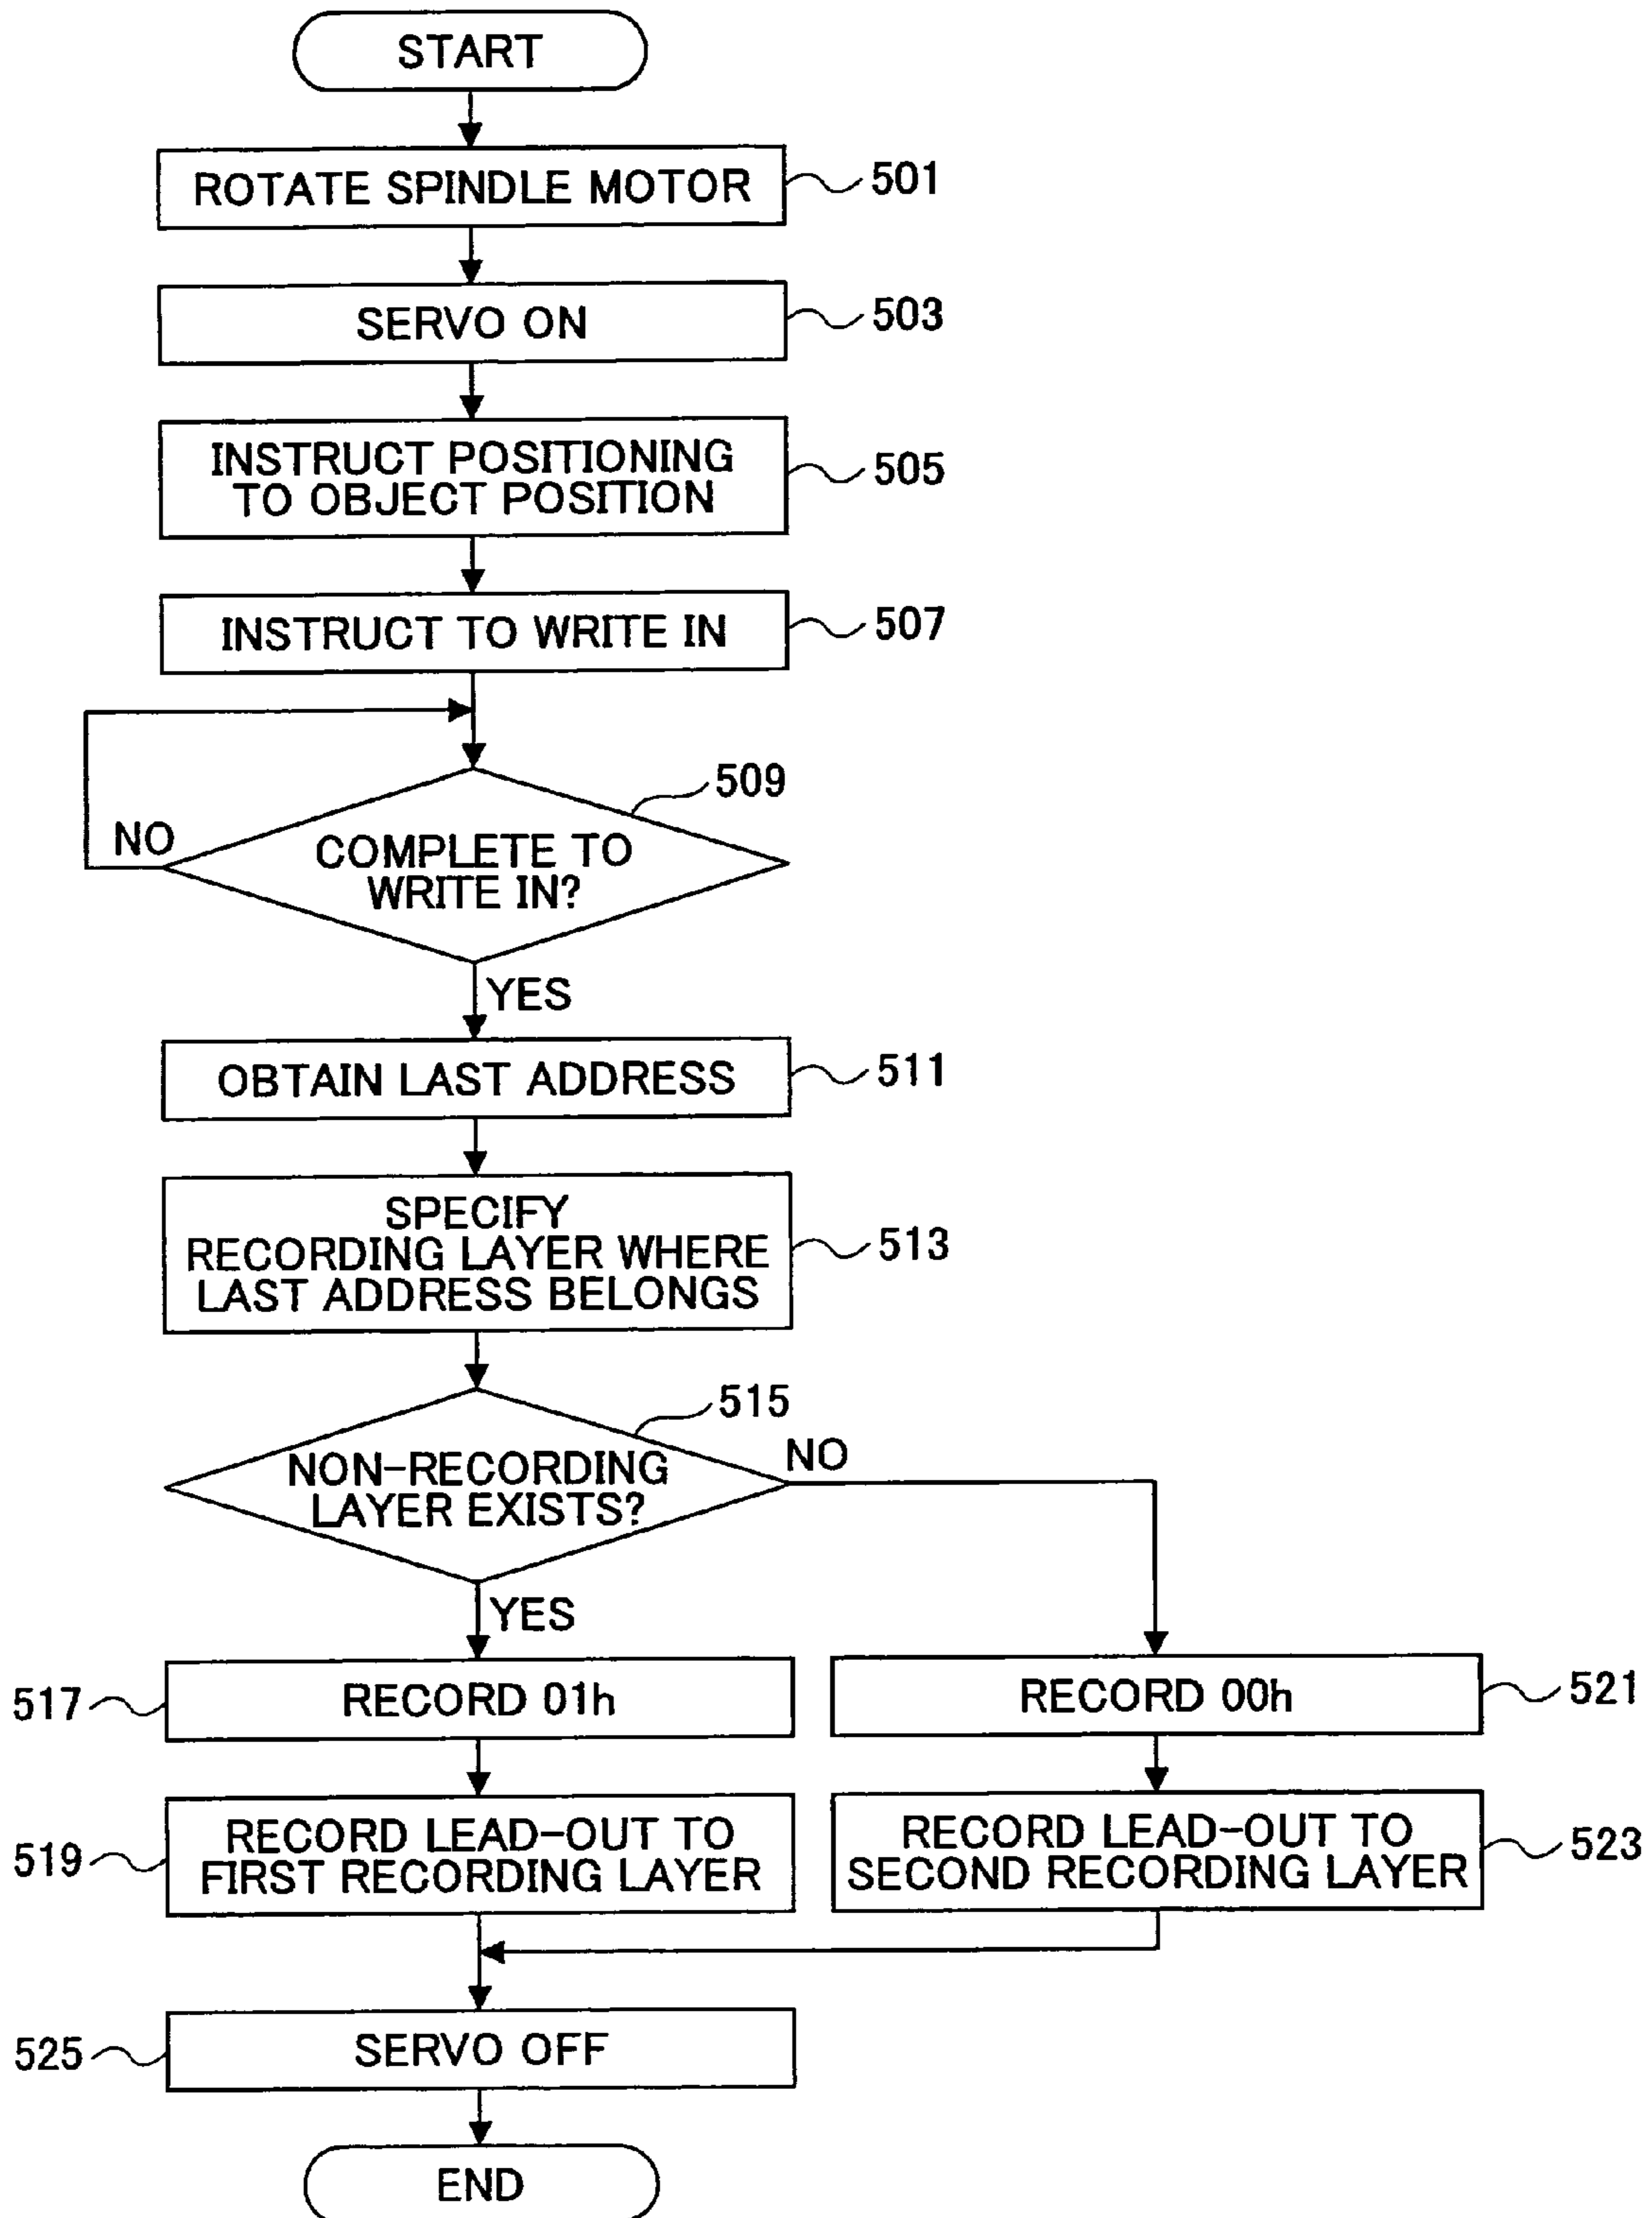 START
ROTATE SPINDLE MOTOR
501
SERVO ON
503
INSTRUCT POSITIONING
TO OBJECT POSITION
505
INSTRUCT TO WRITE IN
507
509
NO
COMPLETE TO
WRITE IN?
YES
OBTAIN LAST ADDRESS
511
SPECIFY
RECORDING LAYER WHERE
LAST ADDRESS BELONGS
513
515
NON-RECORDING
LAYER EXISTS?
NO
YES
517
RECORD 01h
RECORD 00h
521
519
RECORD LEAD-OUT TO
FIRST RECORDING LAYER
RECORD LEAD-OUT TO
SECOND RECORDING LAYER
523
525
SERVO OFF
END